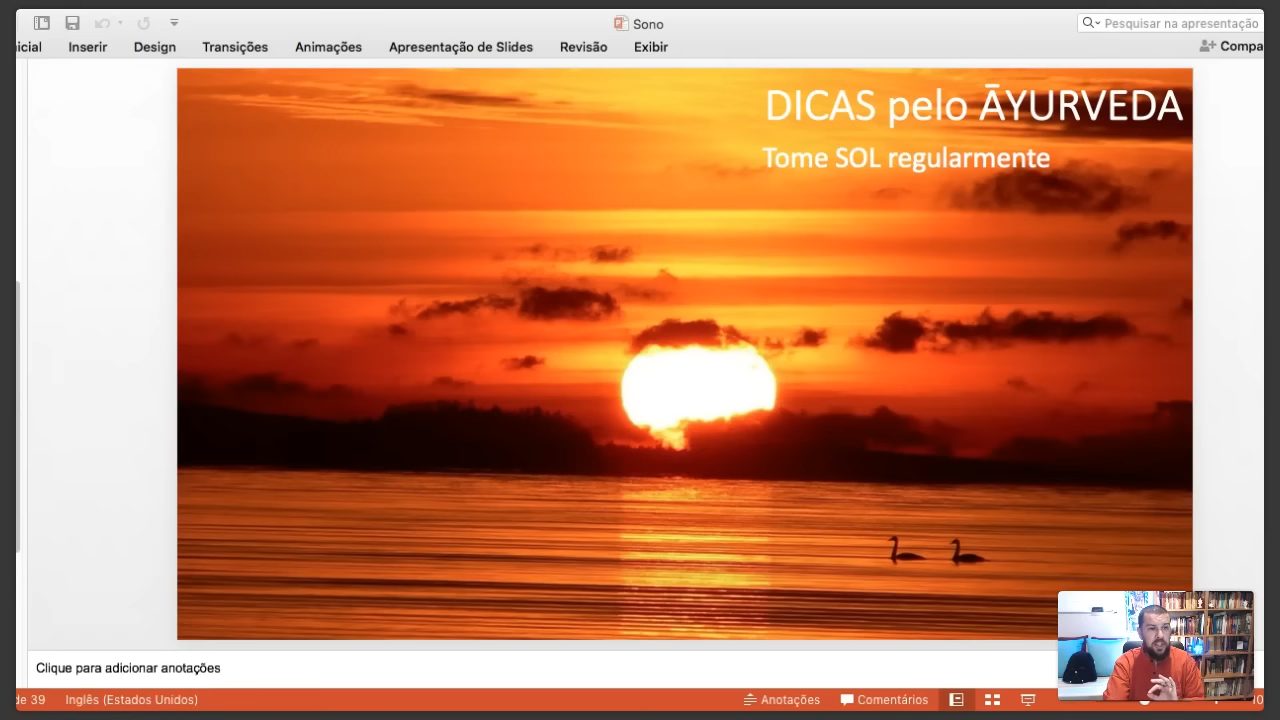 Sono
Pesquisar na apresentação
icial Inserir Design Transições Animações Apresentação de Slides Revisão Exibir Compa
DICAS pelo ĀYURVEDA
Tome SOL regularmente
Clique para adicionar anotações
de 39 Inglês (Estados Unidos) Anotações Comentários 10